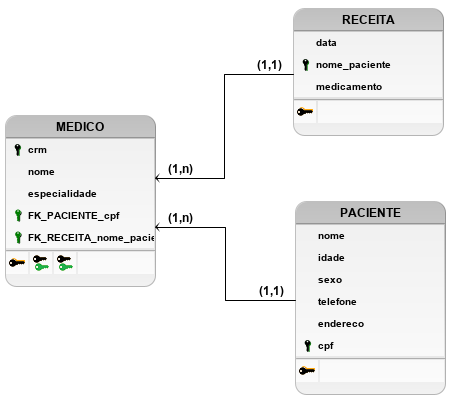 RECEITA
data
nome_paciente
medicamento
(1,1)
MEDICO
crm
nome
especialidade
FK_PACIENTE_cpf
FK_RECEITA_nome_pacie
(1,n)
(1,n)
(1,1)
PACIENTE
nome
idade
sexo
telefone
endereco
cpf